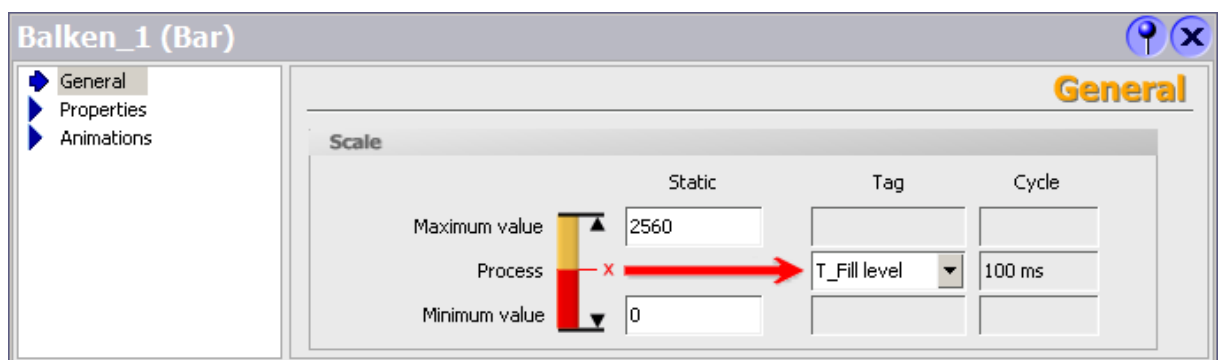 Balken_1 (Bar)
General
Properties
Animations
General
Scale
Static Tag Cycle
Maximum value 2560
Process x T_Fill level 100 ms
Minimum value 0